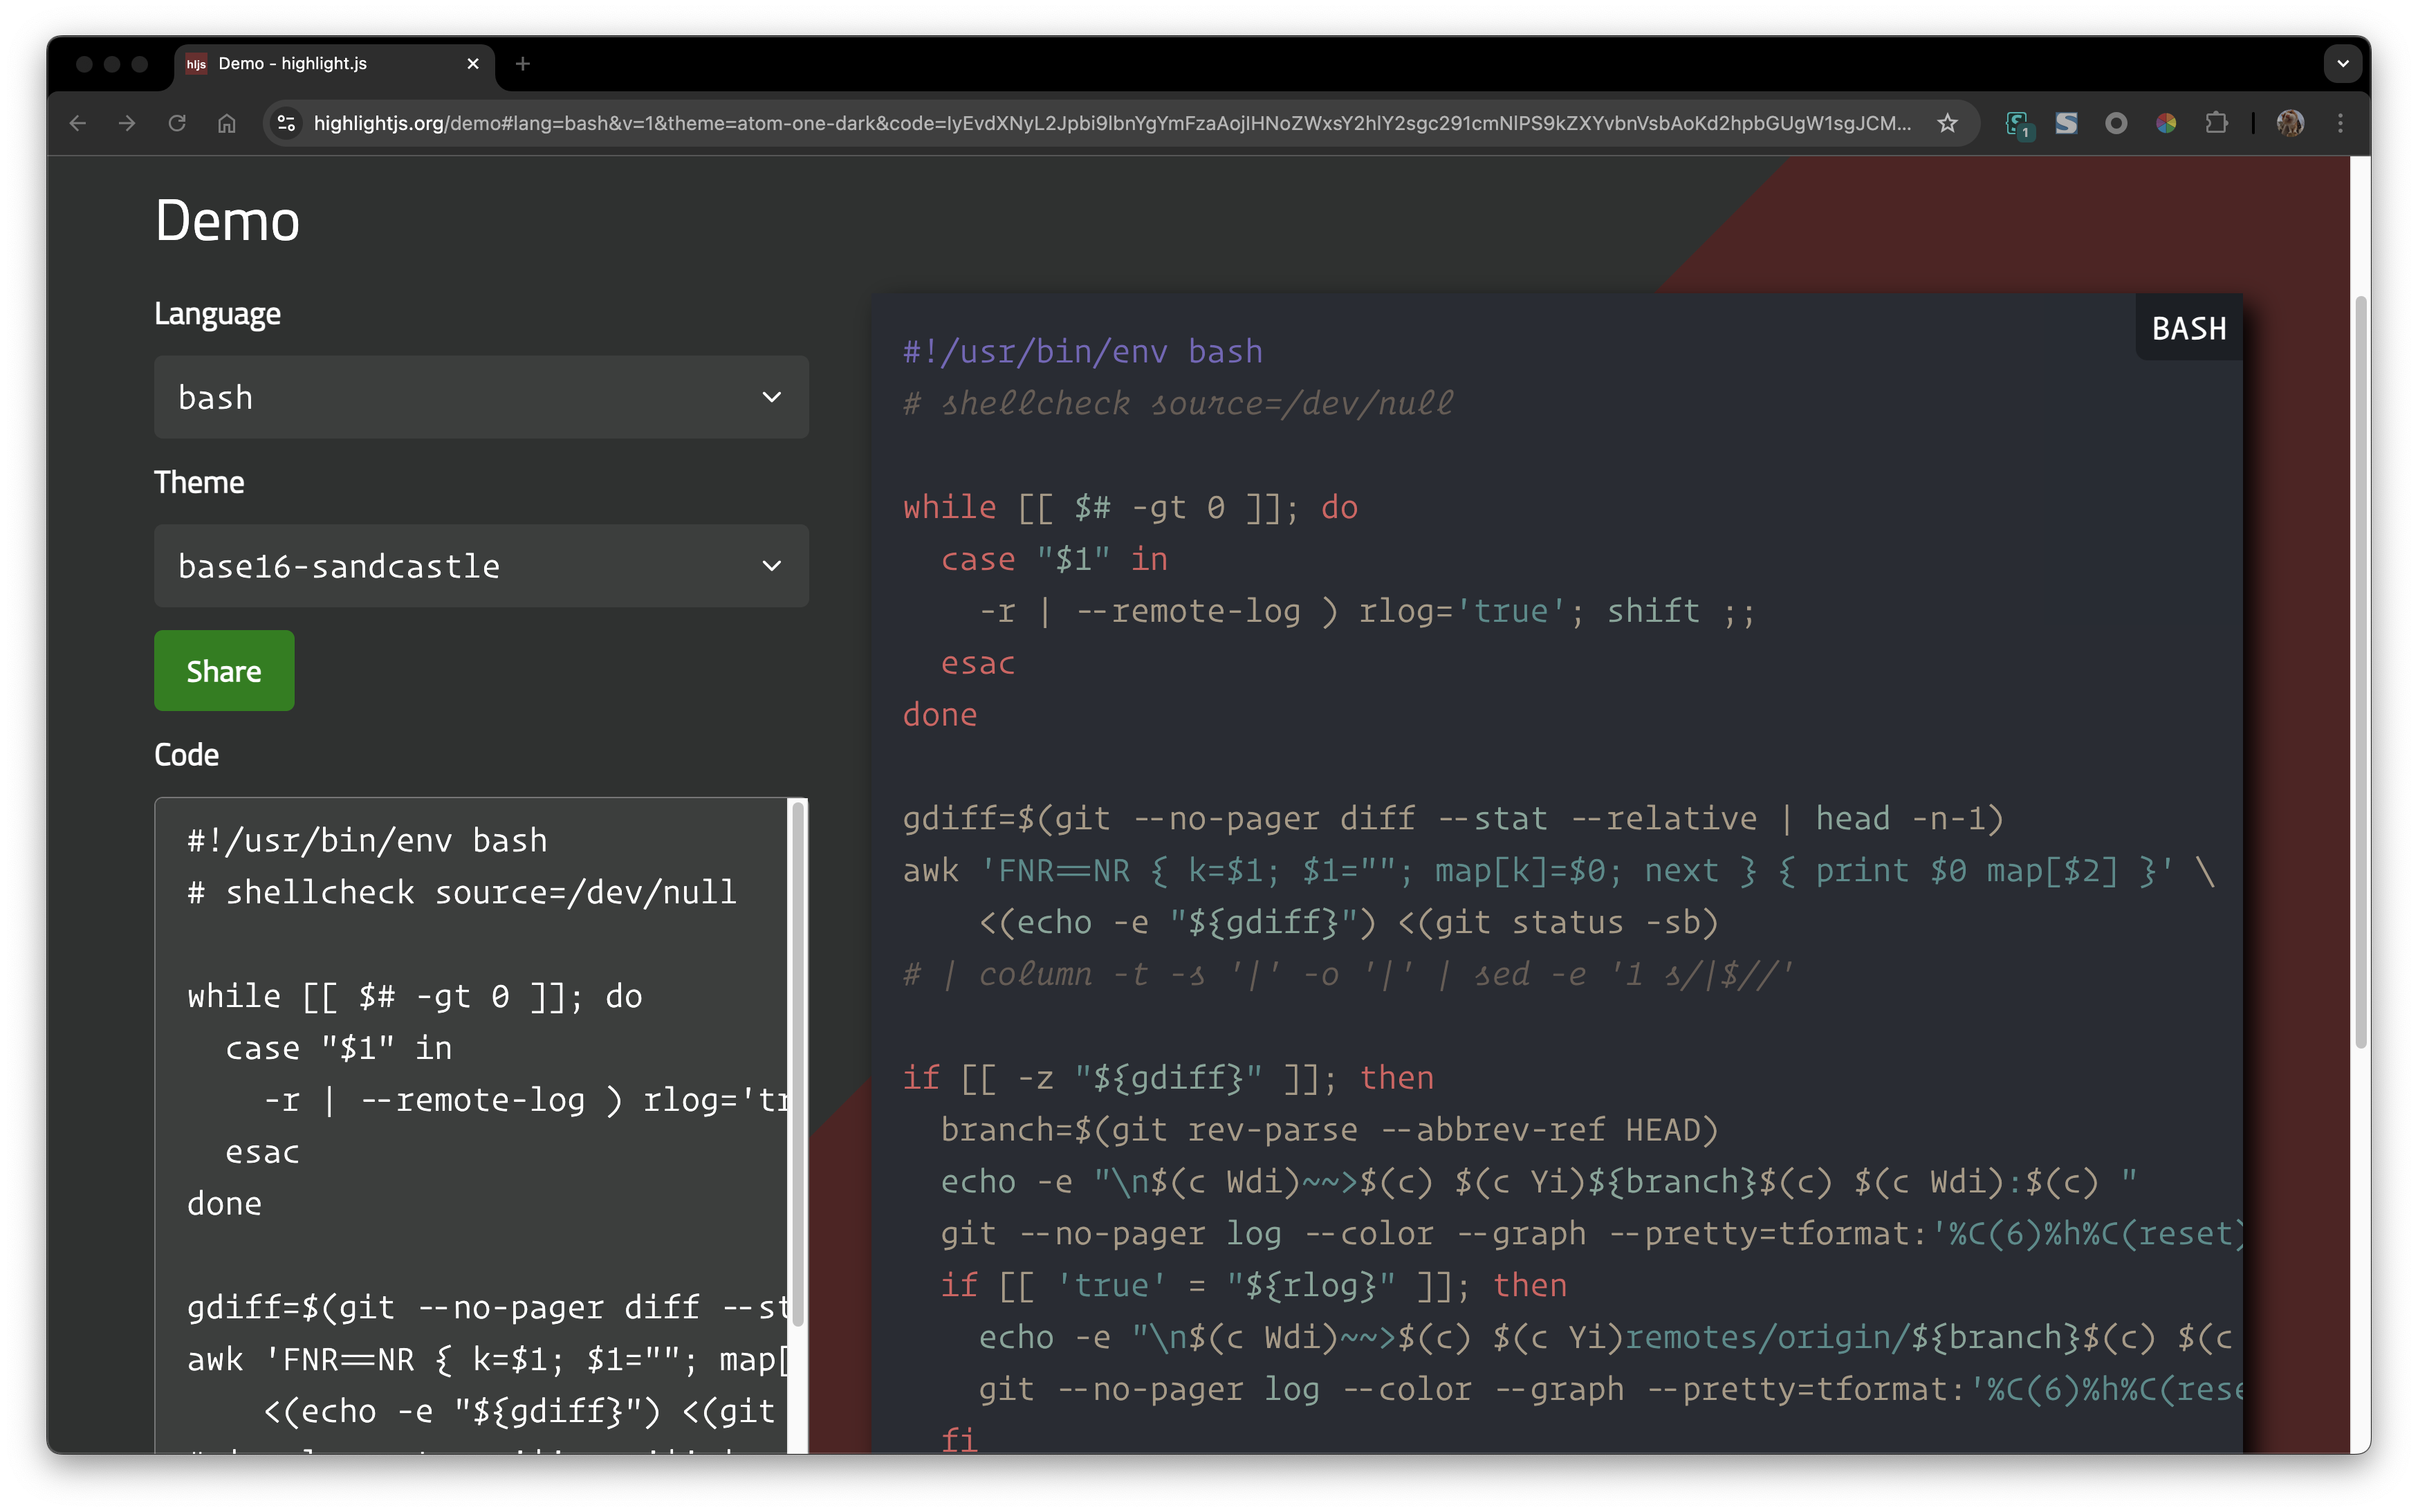 hljs Demo - highlight.js
highlightjs.org/demo#lang=bash&v=1&theme=atom-one-dark&code=IyEvdXNyL2Jpbi9lbnYgYmFzaAojIHNoZWxsY2hlY2sgc291cmNlPS9kZXYvbnVsbAoKd2hpbGUgW1sgJCM...
1
Demo
Language
bash
Theme
base16-sandcastle
Share
Code
#!/usr/bin/env bash
# shellcheck source=/dev/null
while [[ $# -gt 0 ]]; do
  case "$1" in
    -r | --remote-log ) rlog='tr
  esac
done
gdiff=$(git --no-pager diff --st
awk 'FNR==NR { k=$1; $1=""; map[
    <(echo -e "${gdiff}") <(git
BASH
#!/usr/bin/env bash
# shellcheck source=/dev/null
while [[ $# -gt 0 ]]; do
  case "$1" in
    -r | --remote-log ) rlog='true'; shift ;;
  esac
done
gdiff=$(git --no-pager diff --stat --relative | head -n-1)
awk 'FNR==NR { k=$1; $1=""; map[k]=$0; next } { print $0 map[$2] }' \
    <(echo -e "${gdiff}") <(git status -sb)
# | column -t -s '|' -o '|' | sed -e '1 s/|$//'
if [[ -z "${gdiff}" ]]; then
  branch=$(git rev-parse --abbrev-ref HEAD)
  echo -e "\n$(c Wdi)~~>$(c) $(c Yi)${branch}$(c) $(c Wdi):$(c) "
  git --no-pager log --color --graph --pretty=tformat:'%C(6)%h%C(reset)
  if [[ 'true' = "${rlog}" ]]; then
    echo -e "\n$(c Wdi)~~>$(c) $(c Yi)remotes/origin/${branch}$(c) $(c
    git --no-pager log --color --graph --pretty=tformat:'%C(6)%h%C(rese
  fi